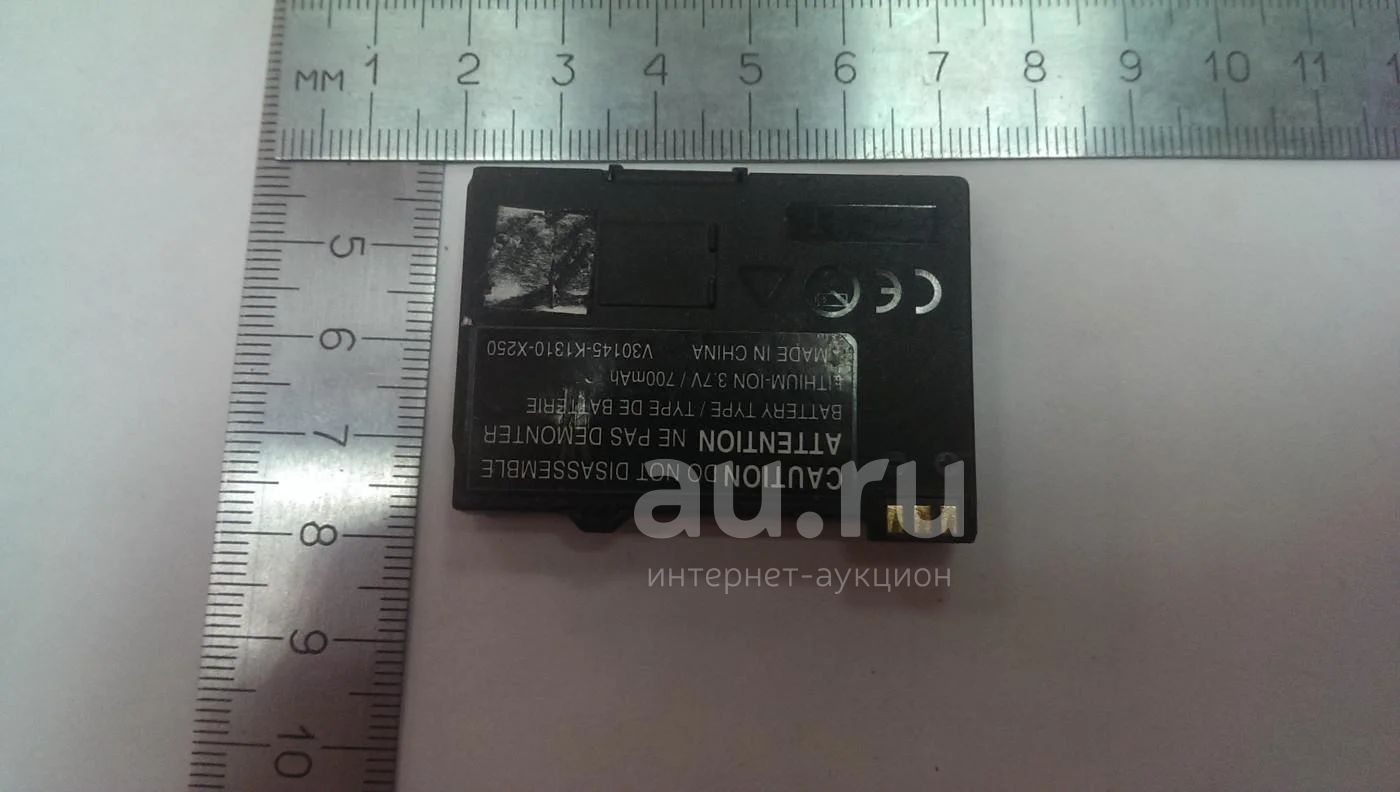 мм 1 2 3 4 5 6 7 8 9 10 11
5
6
7
8
9
10
CAUTION DO NOT DISASSEMBLE
ATTENTION NE PAS DEMONTER
BATTERY TYPE / TYPE DE BATTERIE
LITHIUM-ION 3.7V / 700mAh
MADE IN CHINA V30145-K1310-X250
CE
au.ru
интернет-аукцион